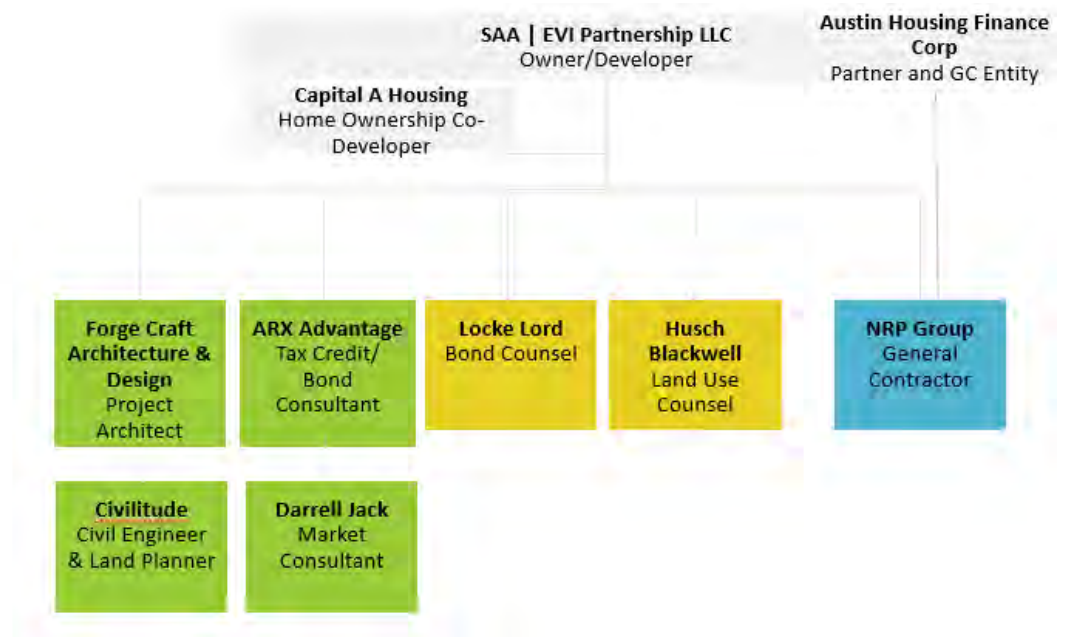 SAA | EVI Partnership LLC
Owner/Developer
Austin Housing Finance
Corp
Partner and GC Entity
Capital A Housing
Home Ownership Co-
Developer
Forge Craft
Architecture &
Design
Project
Architect
ARX Advantage
Tax Credit/
Bond
Consultant
Locke Lord
Bond Counsel
Husch
Blackwell
Land Use
Counsel
NRP Group
General
Contractor
Civilitude
Civil Engineer
& Land Planner
Darrell Jack
Market
Consultant